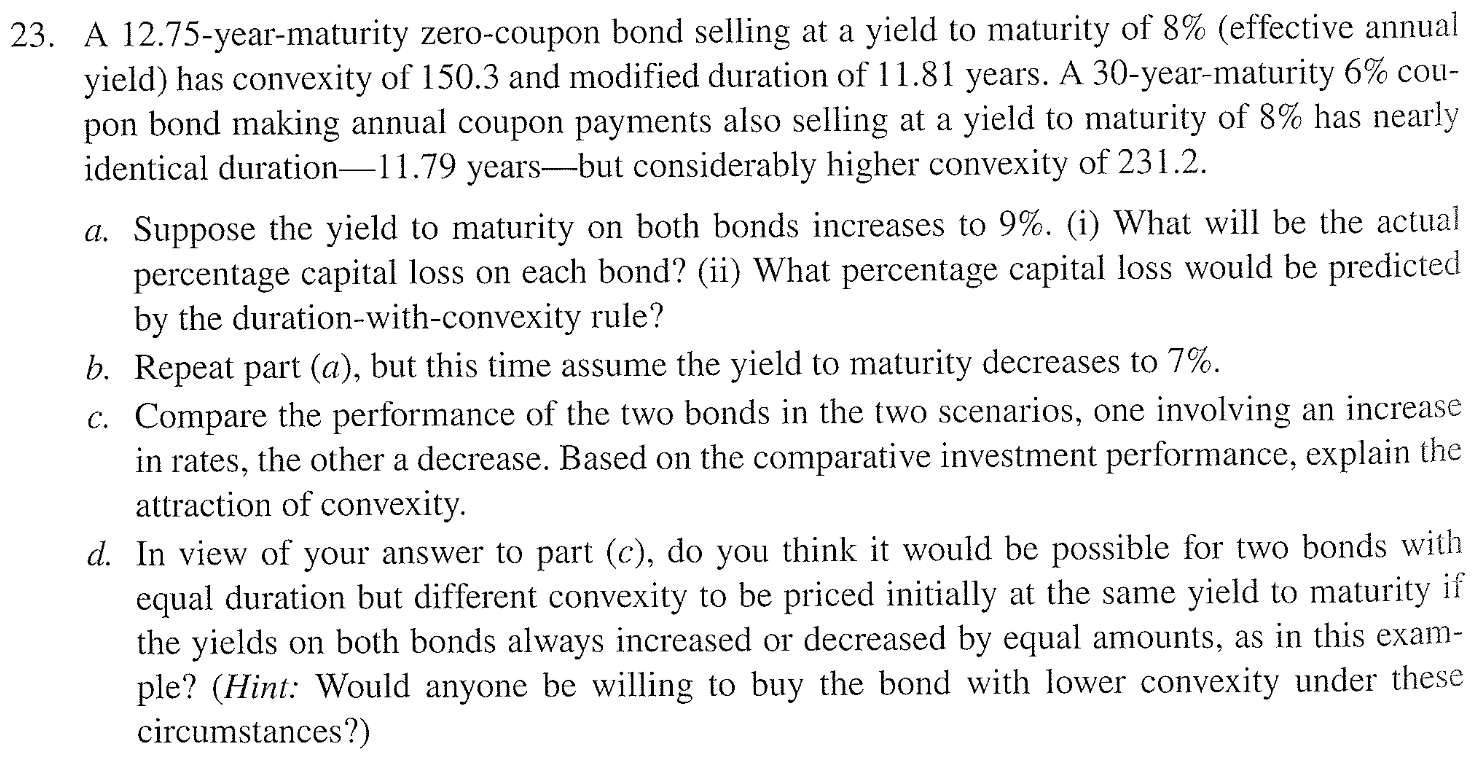 23. A 12.75-year-maturity zero-coupon bond selling at a yield to maturity of 8% (effective annual
yield) has convexity of 150.3 and modified duration of 11.81 years. A 30-year-maturity 6% cou-
pon bond making annual coupon payments also selling at a yield to maturity of 8% has nearly
identical duration—11.79 years—but considerably higher convexity of 231.2.
a. Suppose the yield to maturity on both bonds increases to 9%. (i) What will be the actual
percentage capital loss on each bond? (ii) What percentage capital loss would be predicted
by the duration-with-convexity rule?
b. Repeat part (a), but this time assume the yield to maturity decreases to 7%.
c. Compare the performance of the two bonds in the two scenarios, one involving an increase
in rates, the other a decrease. Based on the comparative investment performance, explain the
attraction of convexity.
d. In view of your answer to part (c), do you think it would be possible for two bonds with
equal duration but different convexity to be priced initially at the same yield to maturity if
the yields on both bonds always increased or decreased by equal amounts, as in this exam-
ple? (Hint: Would anyone be willing to buy the bond with lower convexity under these
circumstances?)